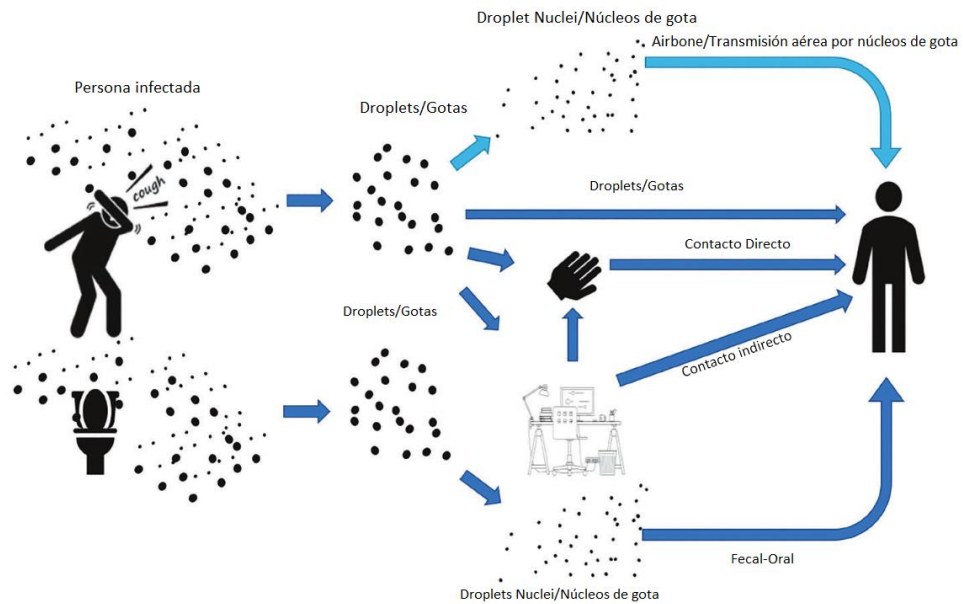 Droplet Nuclei/Núcleos de gota
Airbone/Transmisión aérea por núcleos de gota
Persona infectada
Droplets/Gotas
cough
Droplets/Gotas
Contacto Directo
Droplets/Gotas
Contacto indirecto
Fecal-Oral
Droplets Nuclei/Núcleos de gota